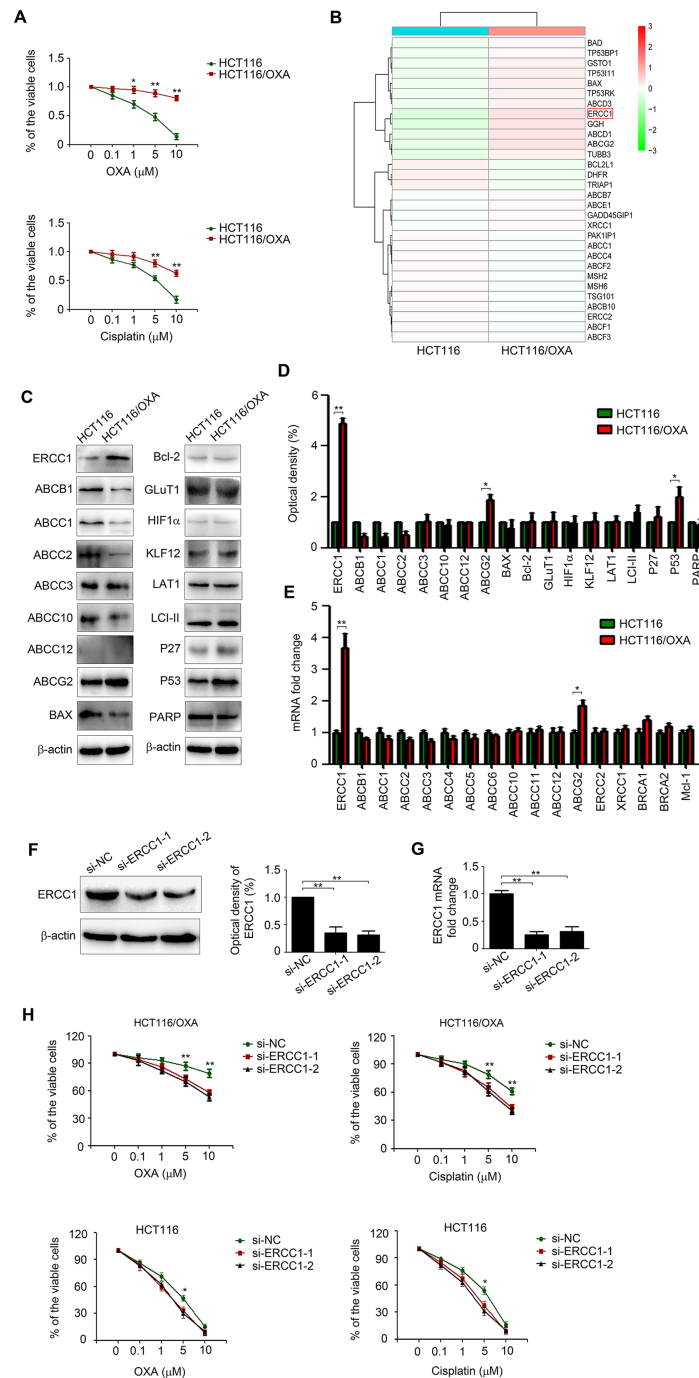 A
HCT116
HCT116/OXA
% of the viable cells
1.5
1.0
0.5
0
* ** **
0 0.1 1 5 10
OXA (μM)
HCT116
HCT116/OXA
% of the viable cells
1.5
1.0
0.5
0
** **
0 0.1 1 5 10
Cisplatin (μM)
B
BAD
TP53BP1
GSTO1
TP53I11
BAX
TP53RK
ABCD3
ERCC1
GGH
ABCD1
ABCG2
TUBB3
BCL2L1
DHFR
TRIAP1
ABCB7
ABCE1
GADD45GIP1
XRCC1
PAK1IP1
ABCC1
ABCC4
ABCF2
MSH2
MSH6
TSG101
ABCB10
ERCC2
ABCF1
ABCF3
HCT116 HCT116/OXA
3
2
1
0
−1
−2
−3
C
HCT116 HCT116/OXA
ERCC1
ABCB1
ABCC1
ABCC2
ABCC3
ABCC10
ABCC12
ABCG2
BAX
β-actin
HCT116 HCT116/OXA
Bcl-2
GLuT1
HIF1α
KLF12
LAT1
LCI-II
P27
P53
PARP
β-actin
D
HCT116
HCT116/OXA
Optical density (%)
6
4
2
0
** * *
ERCC1 ABCB1 ABCC1 ABCC2 ABCC3 ABCC10 ABCC12 ABCG2 BAX Bcl-2 GLuT1 HIF1α KLF12 LAT1 LCI-II P27 P53 PARP
E
HCT116
HCT116/OXA
mRNA fold change
6
4
2
1
0
** *
ERCC1 ABCB1 ABCC1 ABCC2 ABCC3 ABCC4 ABCC5 ABCC6 ABCC10 ABCC11 ABCC12 ABCG2 ERCC2 XRCC1 BRCA1 BRCA2 Mcl-1
F
si-NC si-ERCC1-1 si-ERCC1-2
ERCC1
β-actin
Optical density of
ERCC1 (%)
1.5
1.0
0.5
0
**
**
si-NC si-ERCC1-1 si-ERCC1-2
G
ERCC1 mRNA
fold change
1.5
1.0
0.5
0
**
**
si-NC si-ERCC1-1 si-ERCC1-2
H
HCT116/OXA
si-NC
si-ERCC1-1
si-ERCC1-2
% of the viable cells
120
90
60
30
0
** **
0 0.1 1 5 10
OXA (μM)
HCT116/OXA
si-NC
si-ERCC1-1
si-ERCC1-2
% of the viable cells
120
90
60
30
0
** **
0 0.1 1 5 10
Cisplatin (μM)
HCT116
si-NC
si-ERCC1-1
si-ERCC1-2
% of the viable cells
120
90
60
30
0
*
0 0.1 1 5 10
OXA (μM)
HCT116
si-NC
si-ERCC1-1
si-ERCC1-2
% of the viable cells
120
90
60
30
0
*
0 0.1 1 5 10
Cisplatin (μM)